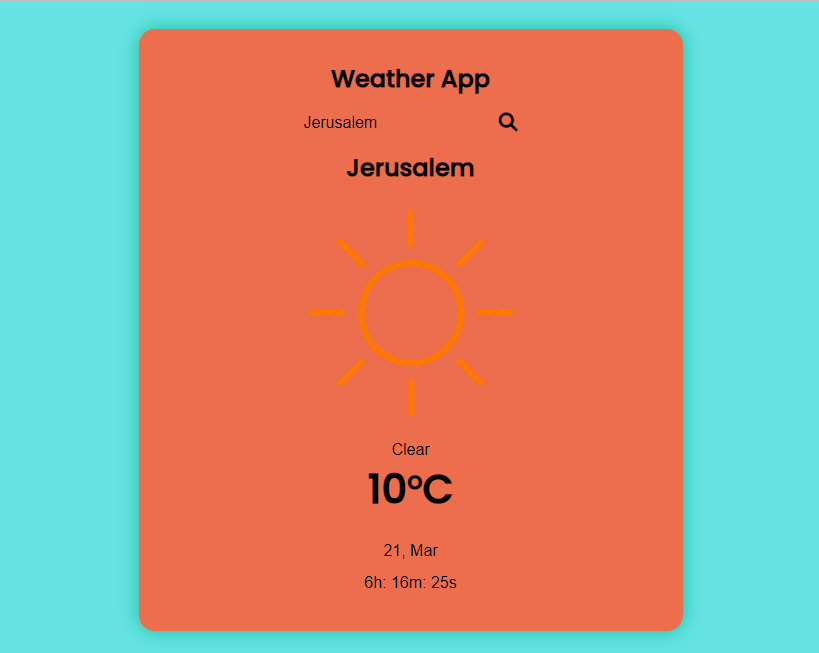 Weather App
Jerusalem
Jerusalem
Clear
10°C
21, Mar
6h: 16m: 25s